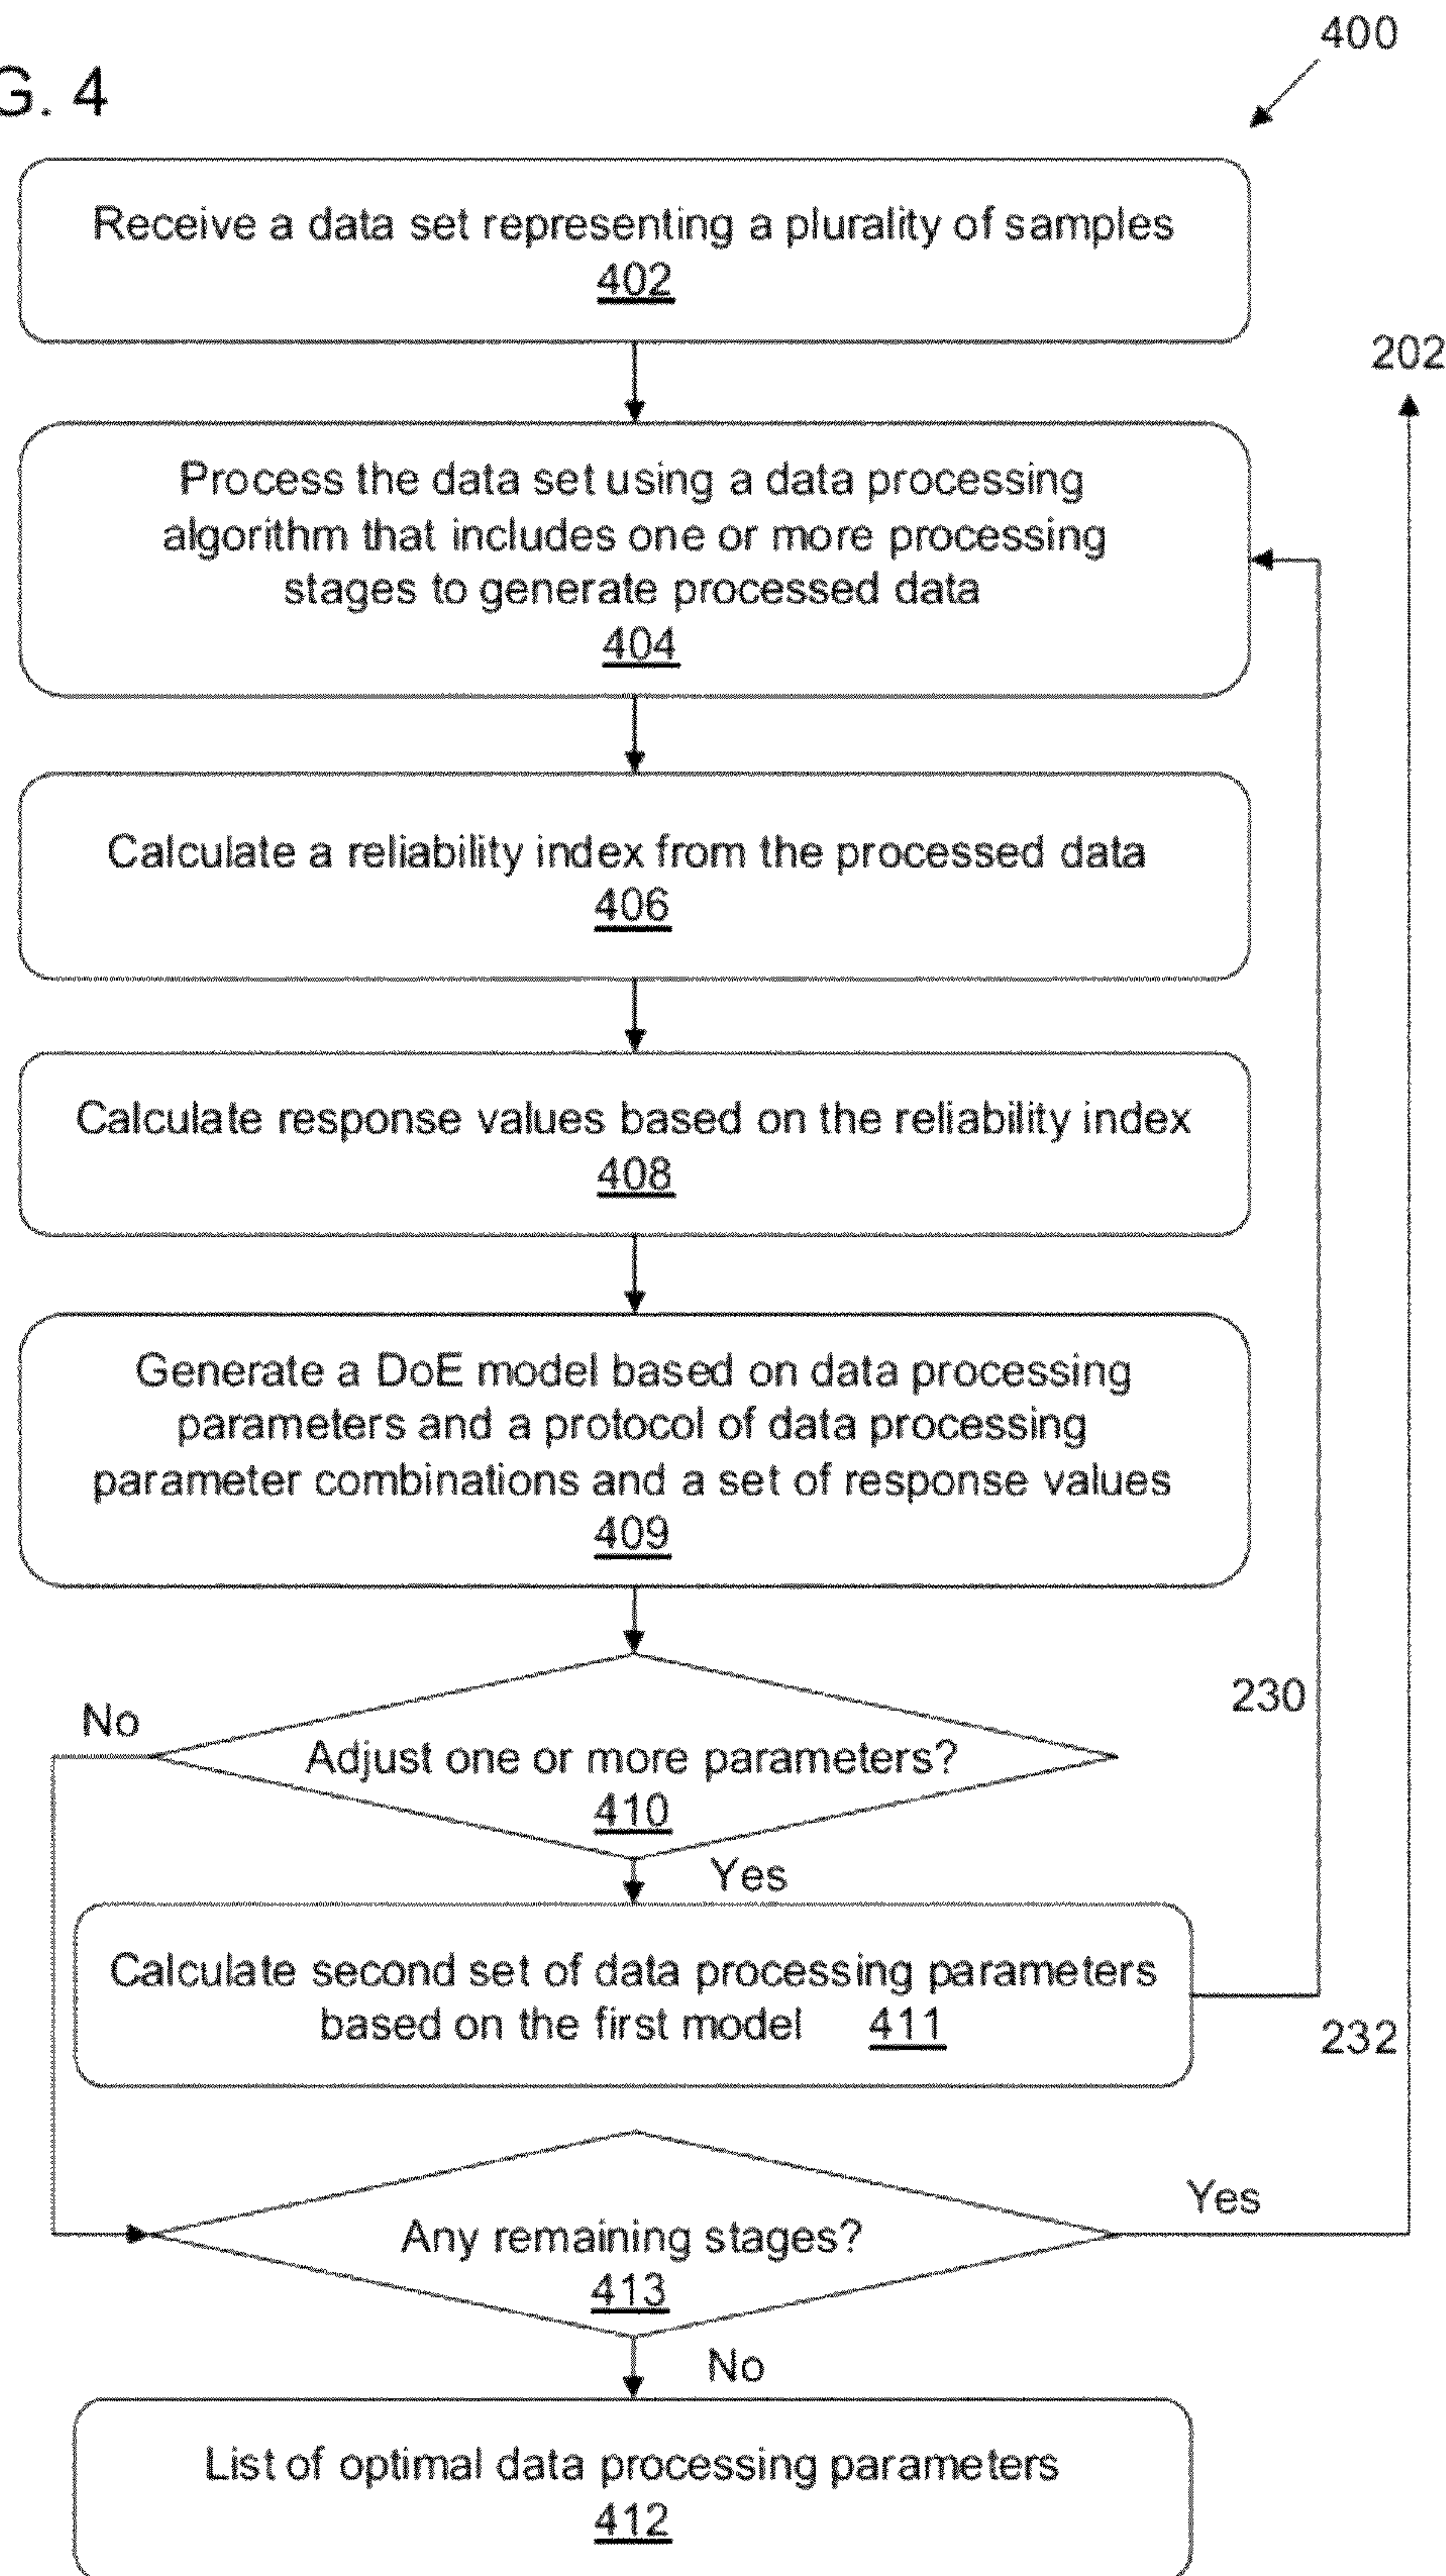 400
G. 4
Receive a data set representing a plurality of samples
402
202
Process the data set using a data processing
algorithm that includes one or more processing
stages to generate processed data
404
Calculate a reliability index from the processed data
406
Calculate response values based on the reliability index
408
Generate a DoE model based on data processing
parameters and a protocol of data processing
parameter combinations and a set of response values
409
No
230
Adjust one or more parameters?
410
Yes
Calculate second set of data processing parameters
based on the first model 411
232
Yes
Any remaining stages?
413
No
List of optimal data processing parameters
412